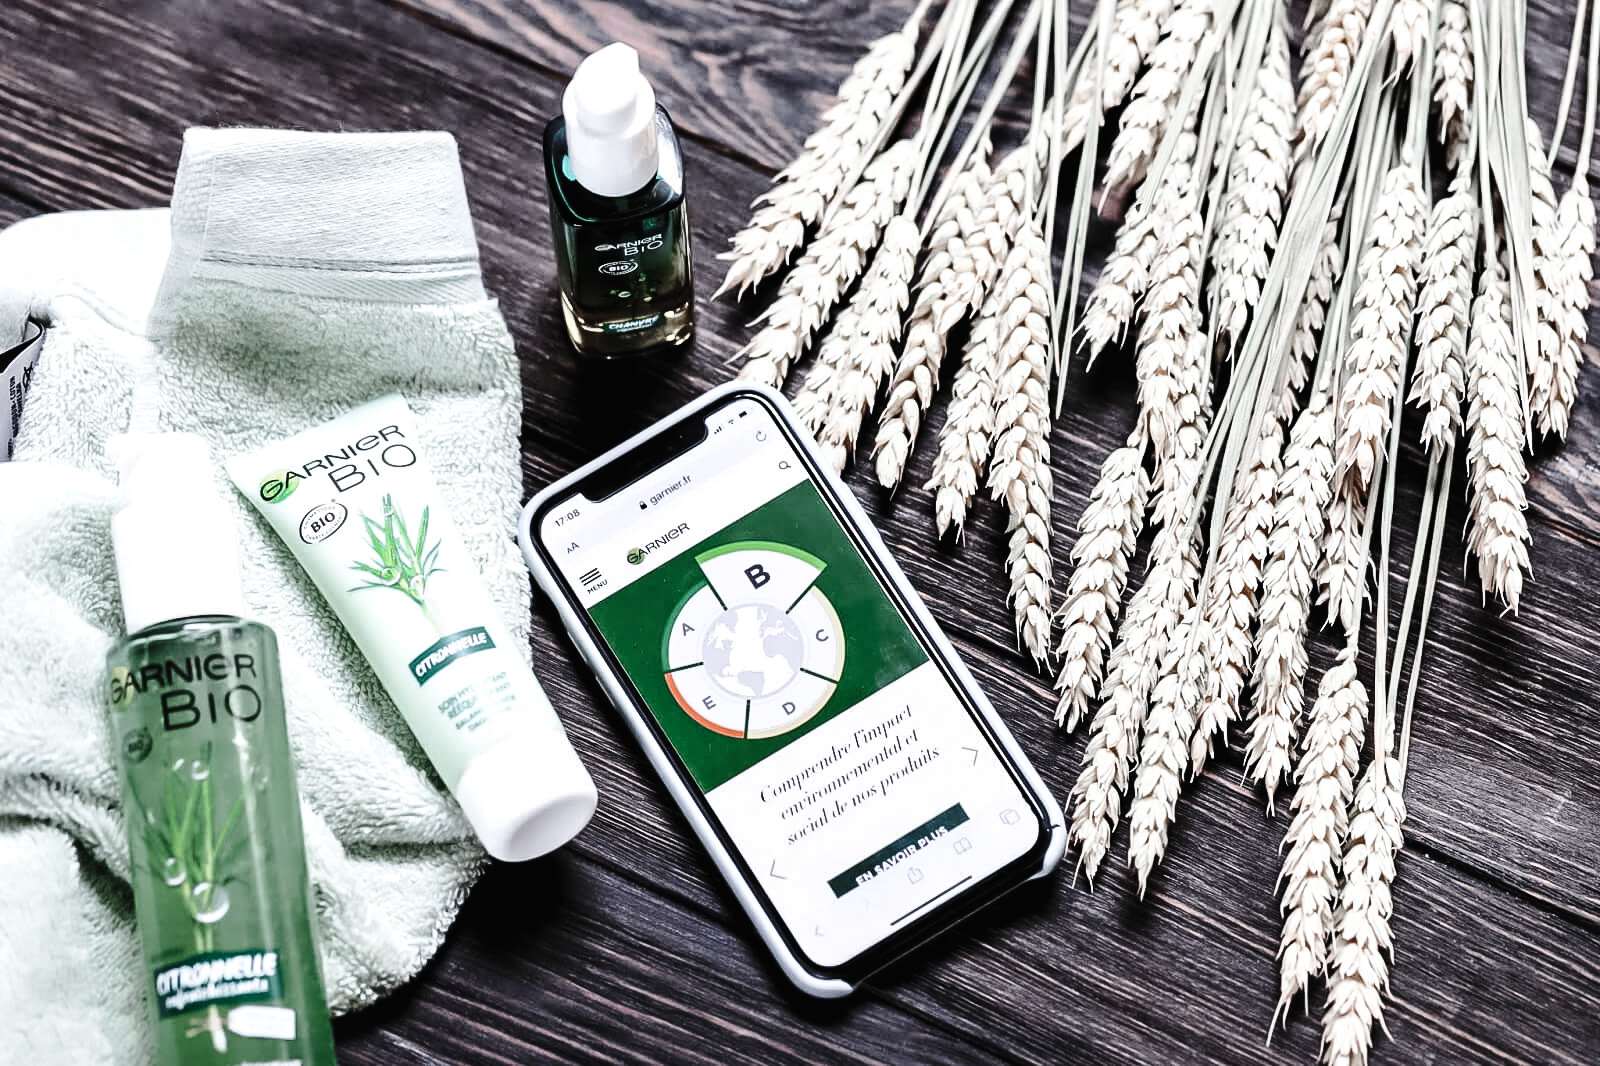 GARNIER
BIO
BIO
CHANVRE
GARNIER
BIO
BIO
CITRONNELLE
GARNIER
BIO
CITRONNELLE
17:08
garnier.fr
AA
MENU
GARNIER
B
A
C
E
D
Comprendre l'impact
environnemental et
social de nos produits
EN SAVOIR PLUS